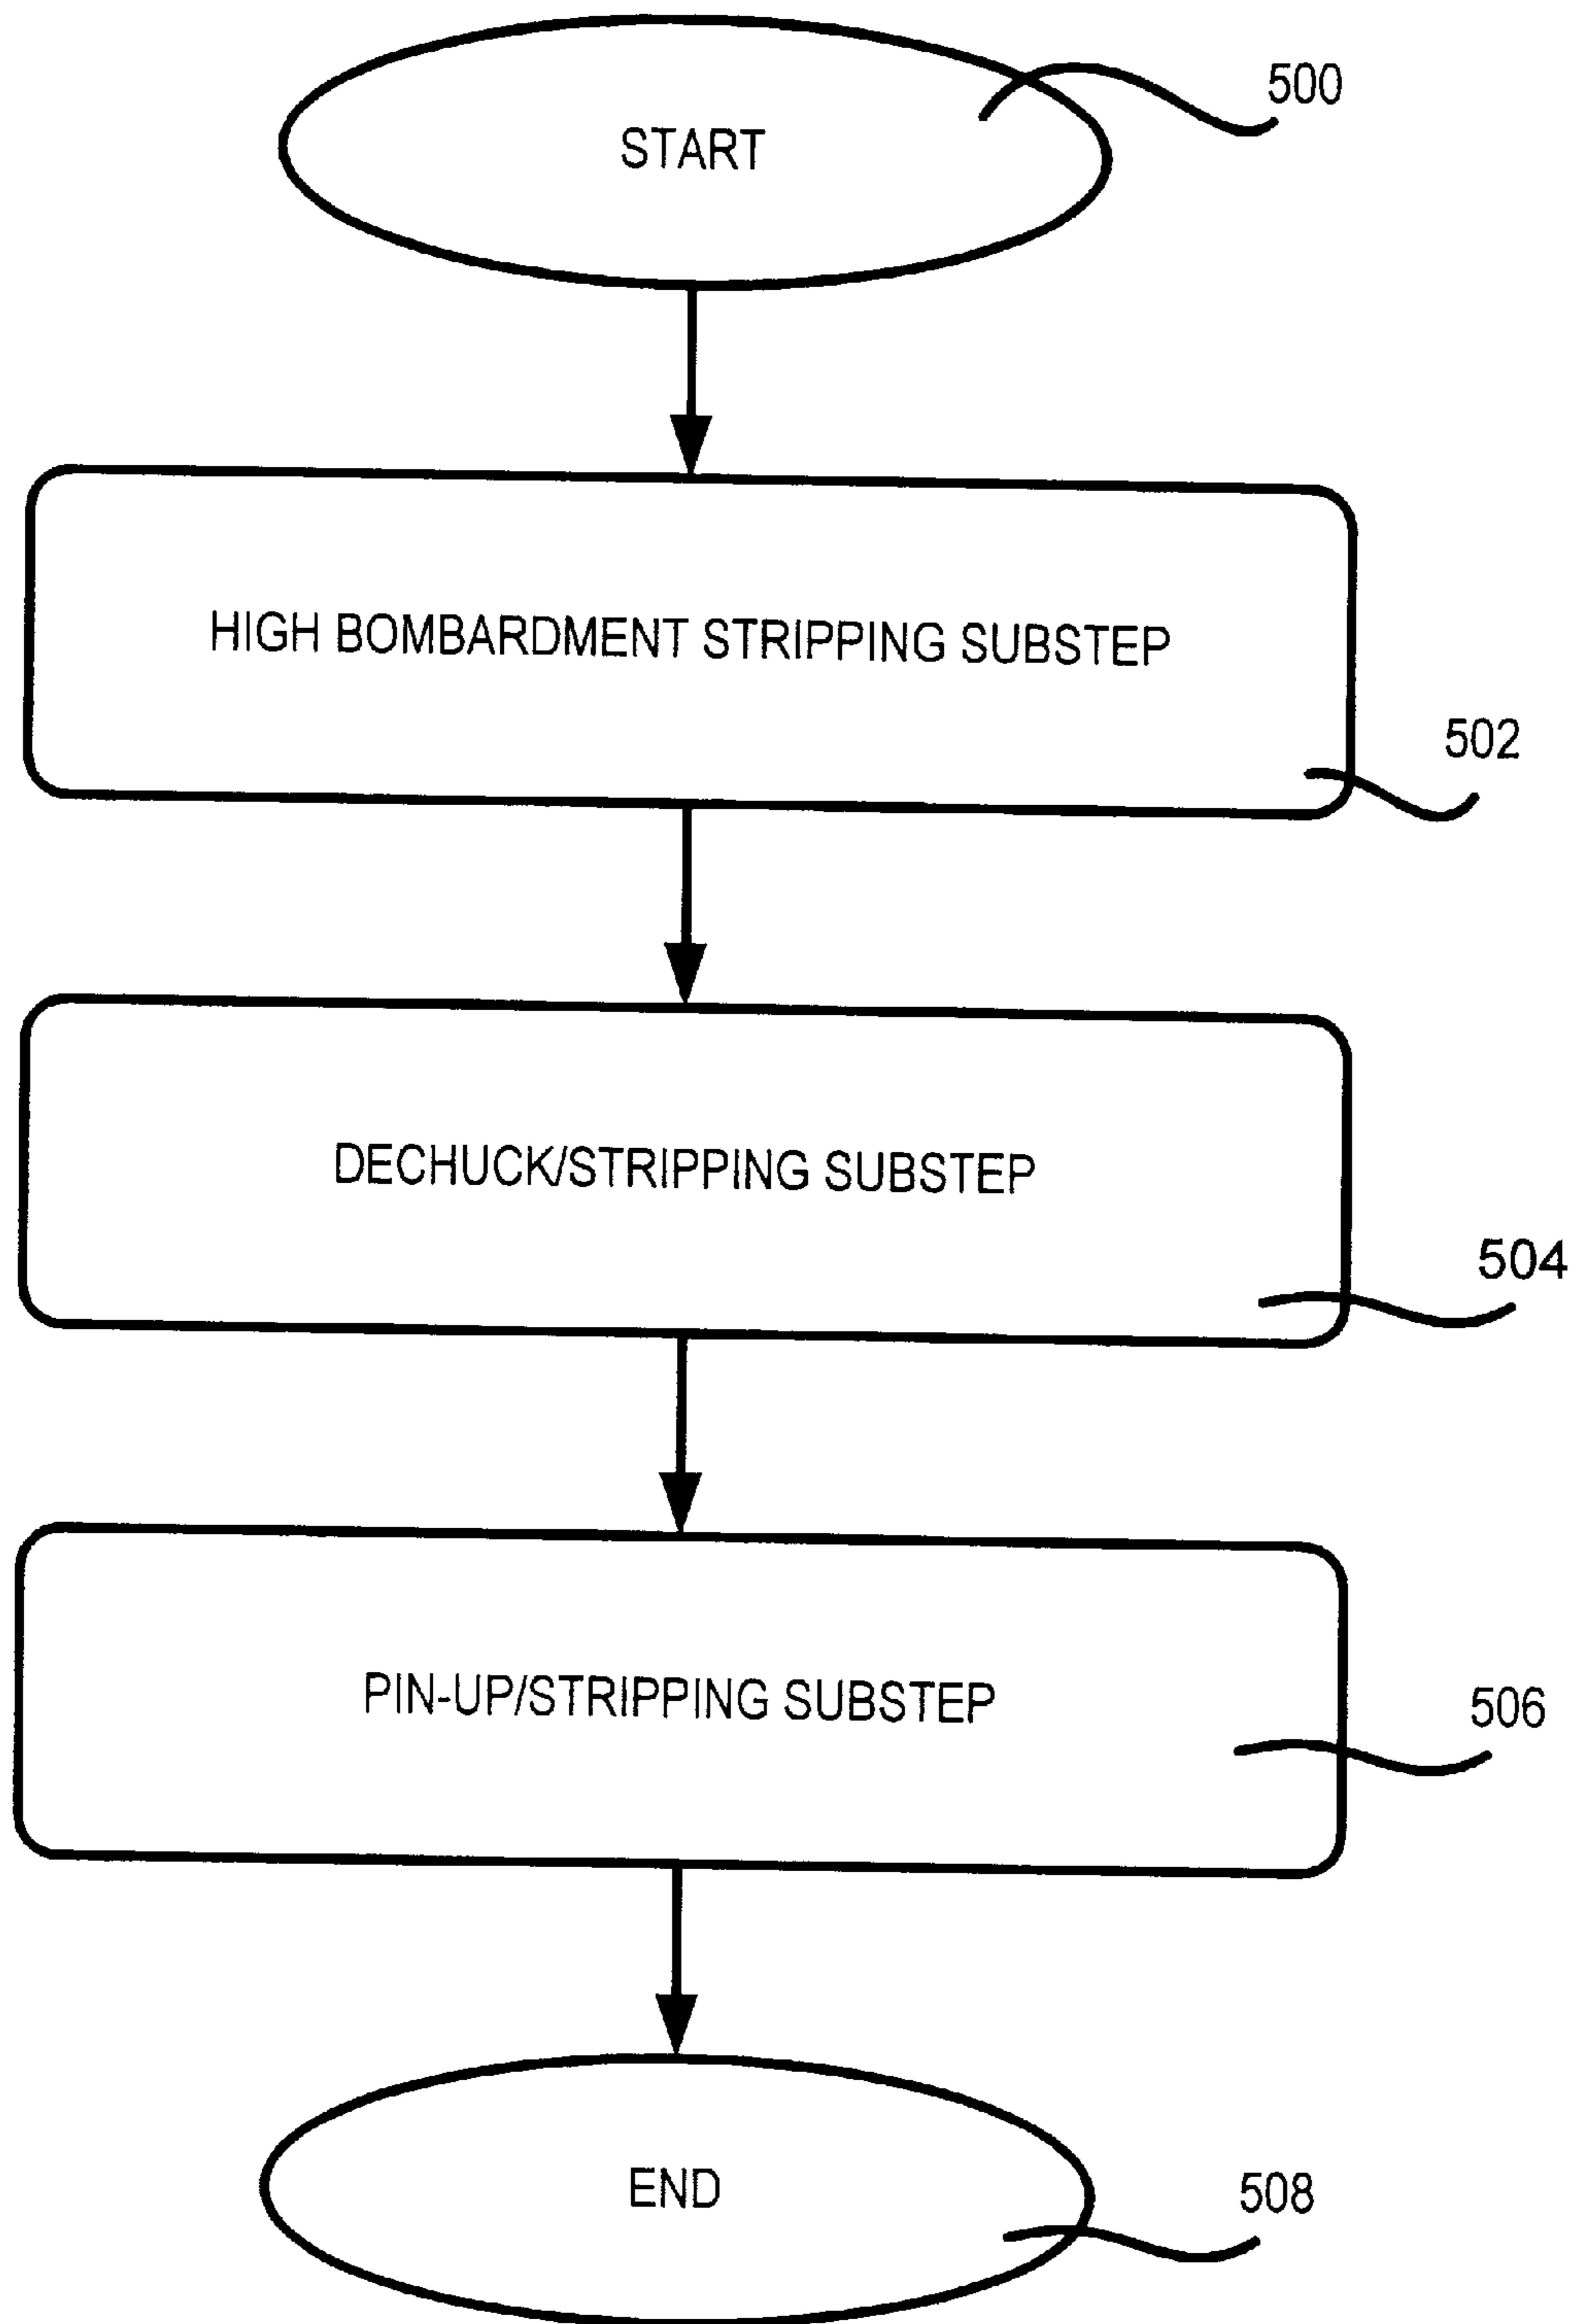 START
500
HIGH BOMBARDMENT STRIPPING SUBSTEP
502
DECHUCK/STRIPPING SUBSTEP
504
PIN-UP/STRIPPING SUBSTEP
506
END
508